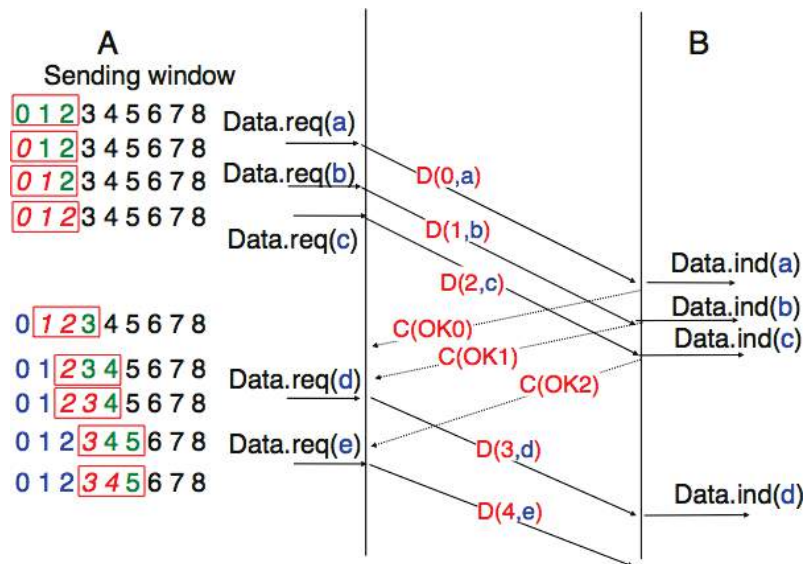 A
B
Sending window
0 1 2 3 4 5 6 7 8
Data.req(a)
0 1 2 3 4 5 6 7 8
Data.req(b)
D(0,a)
0 1 2 3 4 5 6 7 8
0 1 2 3 4 5 6 7 8
Data.req(c)
D(1,b)
D(2,c)
Data.ind(a)
Data.ind(b)
0 1 2 3 4 5 6 7 8
C(OK0)
Data.ind(c)
C(OK1)
0 1 2 3 4 5 6 7 8
Data.req(d)
C(OK2)
0 1 2 3 4 5 6 7 8
0 1 2 3 4 5 6 7 8
Data.req(e)
D(3,d)
0 1 2 3 4 5 6 7 8
Data.ind(d)
D(4,e)